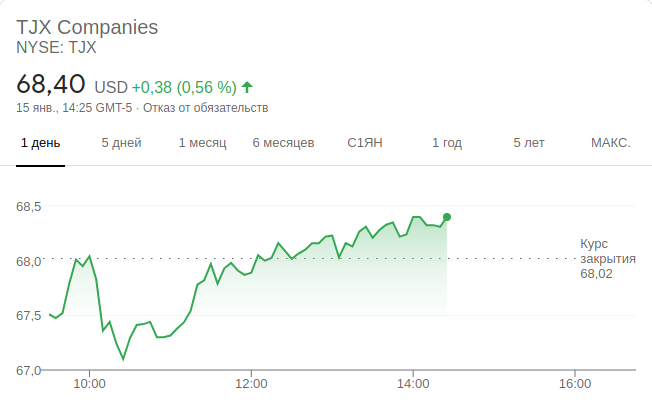 TJX Companies
NYSE: TJX
68,40 USD +0,38 (0,56 %)
15 янв., 14:25 GMT-5 · Отказ от обязательств
1 день 5 дней 1 месяц 6 месяцев С1ЯН 1 год 5 лет МАКС.
68,5
68,0
67,5
67,0
Курс
закрытия
68,02
10:00 12:00 14:00 16:00